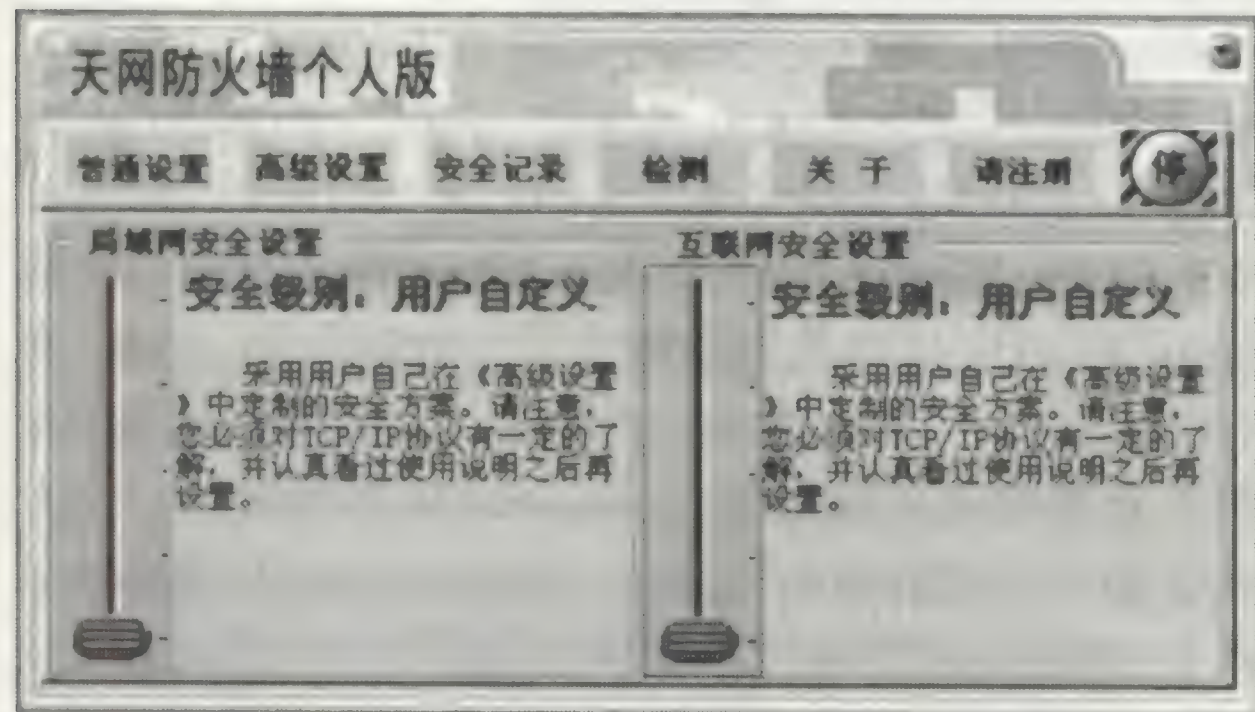 天网防火墙个人版
普通设置 高级设置 安全记录 检测 关于 请注册 停
局域网安全设置
安全级别：用户自定义
采用用户自己在《高级设置
》中定制的安全方案。请注意，
您必须对TCP/IP协议有一定的了
解，并认真看过使用说明之后再
设置。
互联网安全设置
安全级别：用户自定义
采用用户自己在《高级设置
》中定制的安全方案。请注意，
您必须对TCP/IP协议有一定的了
解，并认真看过使用说明之后再
设置。